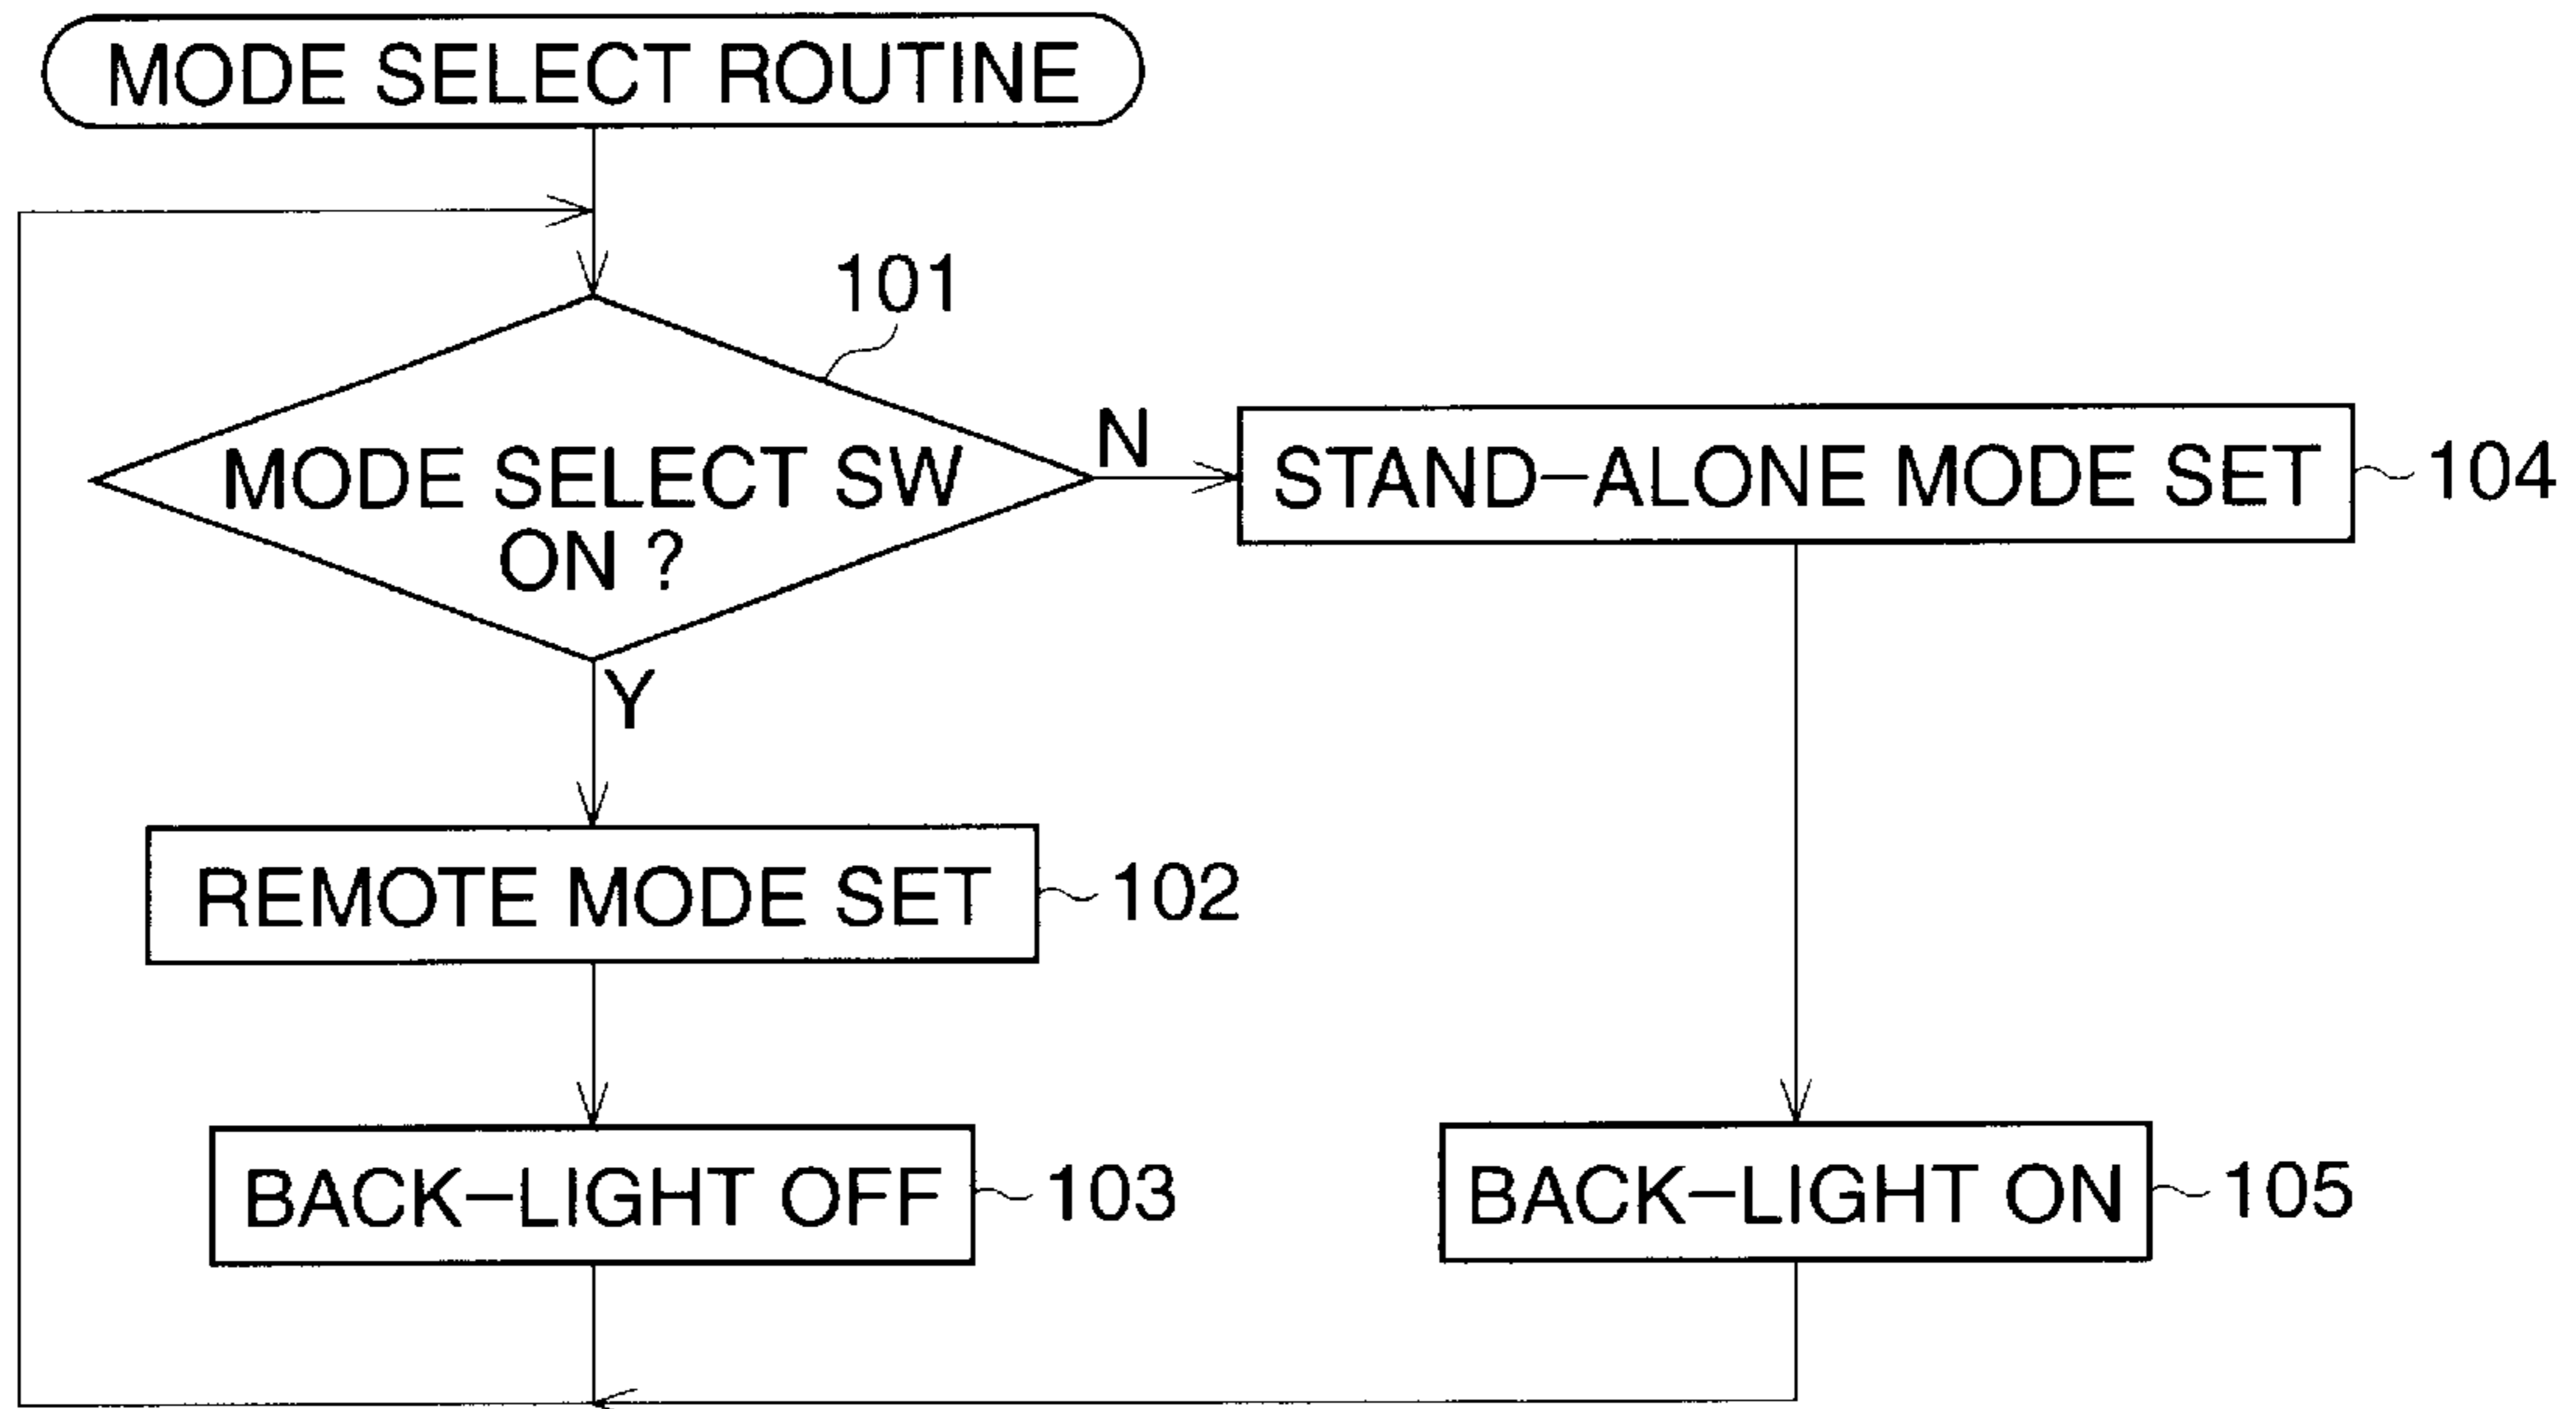 MODE SELECT ROUTINE
101
MODE SELECT SW
ON ?
N
STAND-ALONE MODE SET
104
Y
REMOTE MODE SET
102
BACK-LIGHT OFF
103
BACK-LIGHT ON
105